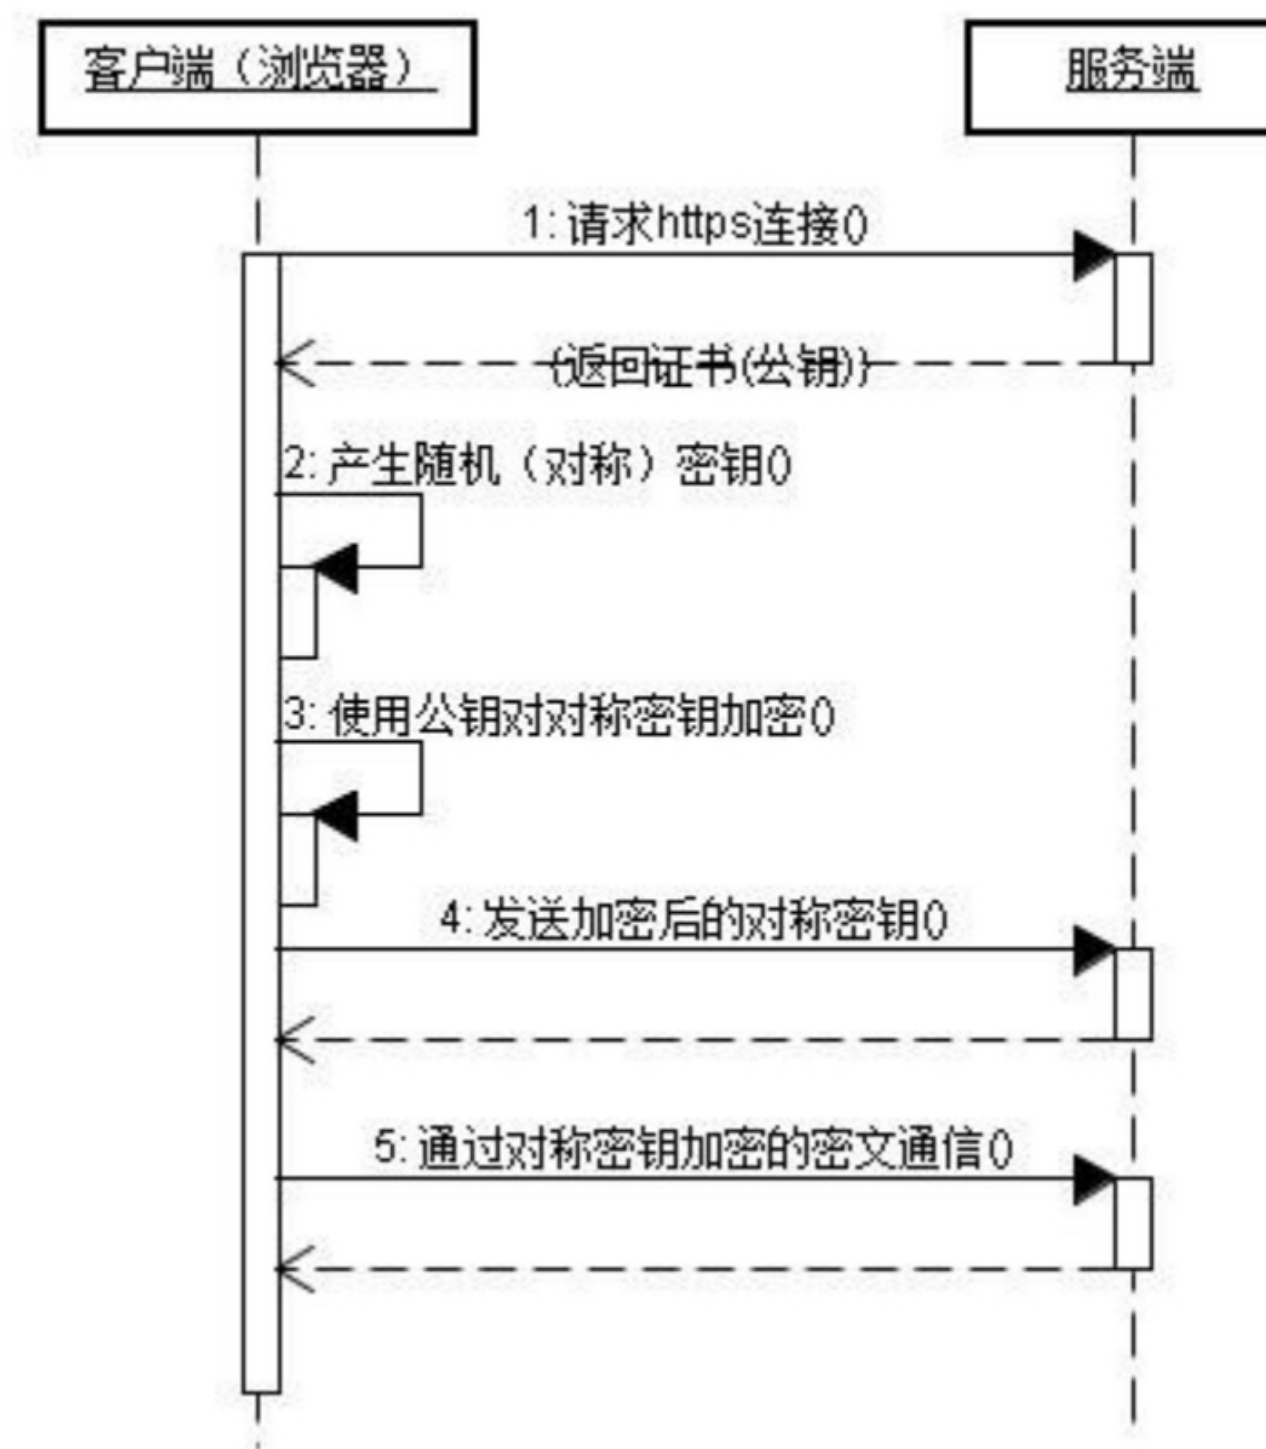 客户端（浏览器）
服务端
1: 请求https连接()
{返回证书(公钥)}
2: 产生随机（对称）密钥()
3: 使用公钥对对称密钥加密()
4: 发送加密后的对称密钥()
5: 通过对称密钥加密的密文通信()